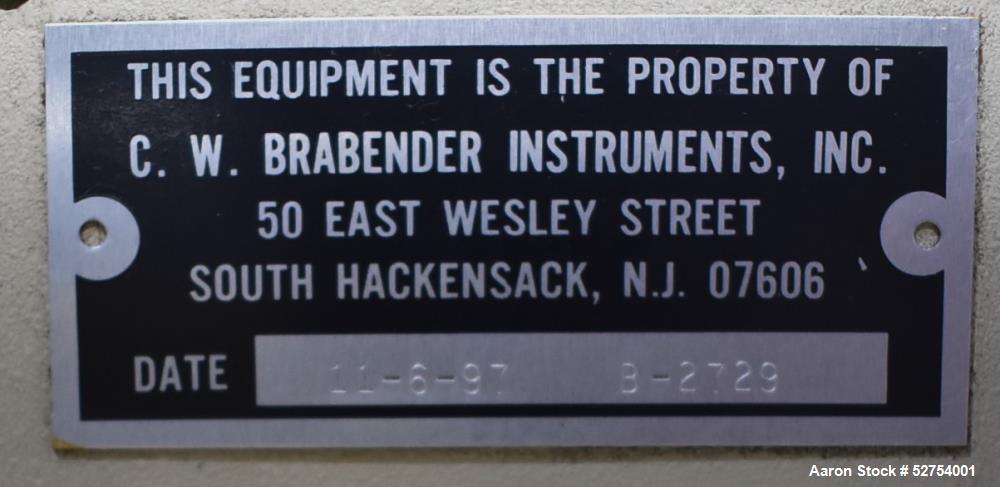 THIS EQUIPMENT IS THE PROPERTY OF
C. W. BRABENDER INSTRUMENTS, INC.
50 EAST WESLEY STREET
SOUTH HACKENSACK, N.J. 07606
DATE 11-6-97 B-2729
Aaron Stock # 52754001